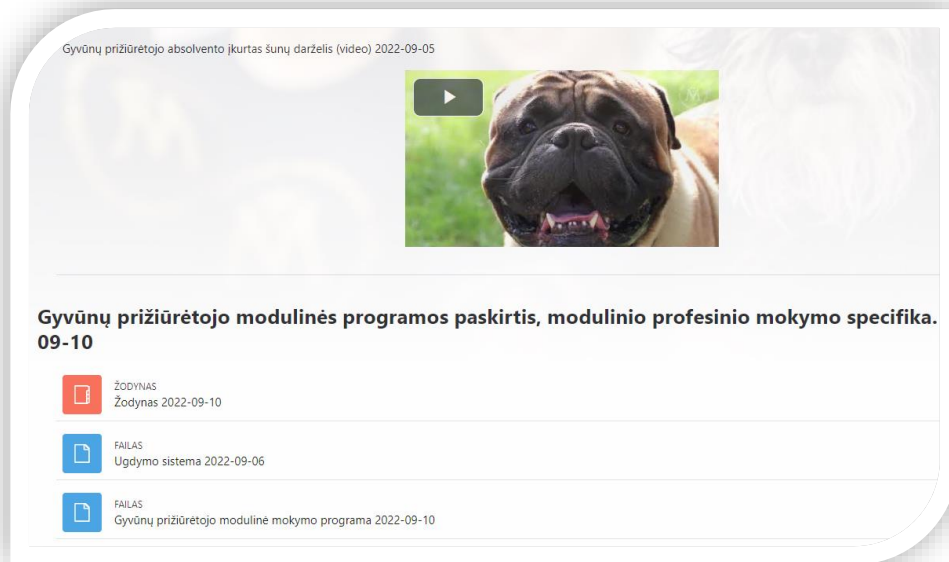 Gyvūnų prižiūrėtojo absolvento įkurtas šunų darželis (video) 2022-09-05
Gyvūnų prižiūrėtojo modulinės programos paskirtis, modulinio profesinio mokymo specifika.
09-10
ŽODYNAS
Žodynas 2022-09-10
FAILAS
Ugdymo sistema 2022-09-06
FAILAS
Gyvūnų prižiūrėtojo modulinė mokymo programa 2022-09-10